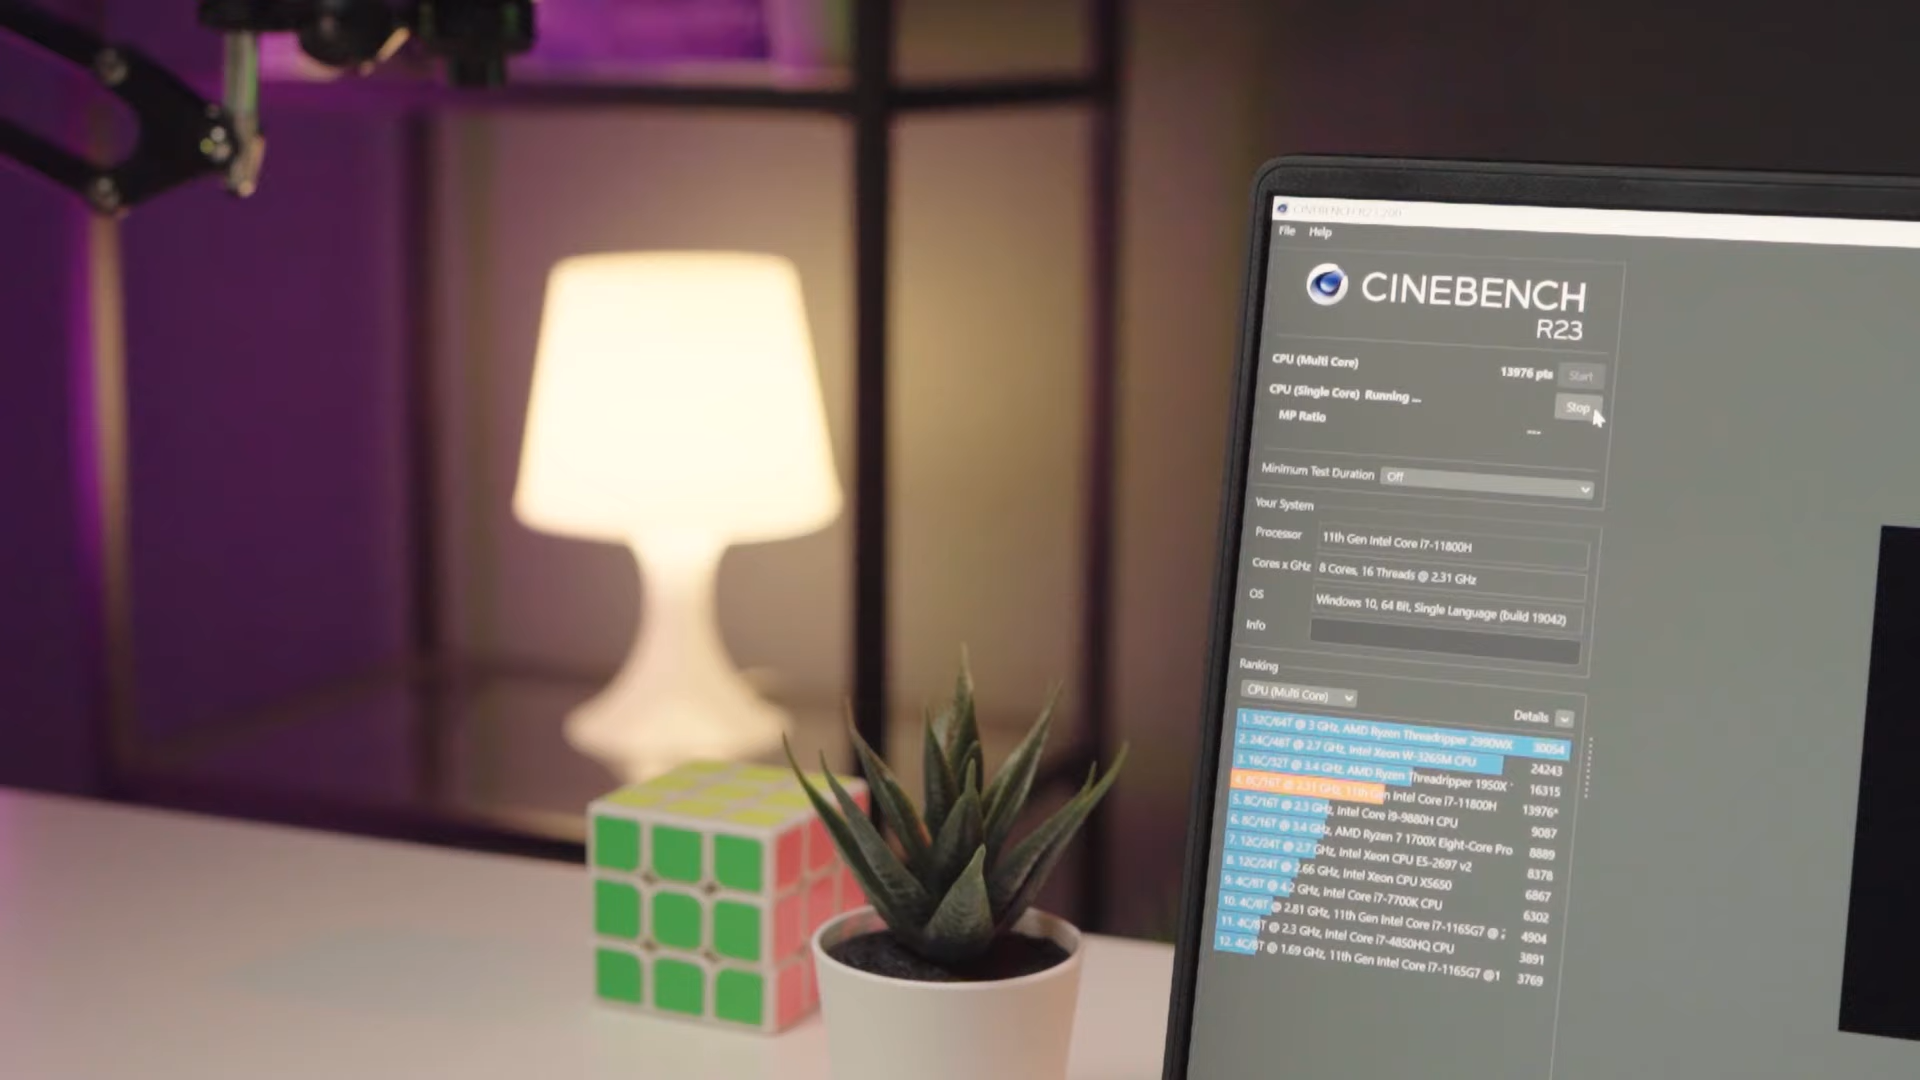 CINEBENCH R23.200
File Help
CINEBENCH
R23
CPU (Multi Core) 13976 pts Start
CPU (Single Core) Running ... Stop
MP Ratio ---
Minimum Test Duration Off
Your System
Processor 11th Gen Intel Core i7-11800H
Cores x GHz 8 Cores, 16 Threads @ 2.31 GHz
OS Windows 10, 64 Bit, Single Language (build 19042)
Info
Ranking
CPU (Multi Core)
Details
1. 32C/64T @ 3 GHz, AMD Ryzen Threadripper 2990WX 30054
2. 24C/48T @ 2.7 GHz, Intel Xeon W-3265M CPU 24243
3. 16C/32T @ 3.4 GHz, AMD Ryzen Threadripper 1950X 16315
4. 8C/16T @ 2.31 GHz, 11th Gen Intel Core i7-11800H 13976*
5. 8C/16T @ 2.3 GHz, Intel Core i9-9880H CPU 9087
6. 8C/16T @ 3.4 GHz, AMD Ryzen 7 1700X Eight-Core Pro 8889
7. 12C/24T @ 2.7 GHz, Intel Xeon CPU E5-2697 v2 8378
8. 12C/24T @ 2.66 GHz, Intel Xeon CPU X5650 6867
9. 4C/8T @ 4.2 GHz, Intel Core i7-7700K CPU 6302
10. 4C/8T @ 2.81 GHz, 11th Gen Intel Core i7-1165G7 @ 4904
11. 4C/8T @ 2.3 GHz, Intel Core i7-4850HQ CPU 3891
12. 4C/8T @ 1.69 GHz, 11th Gen Intel Core i7-1165G7 @1 3769